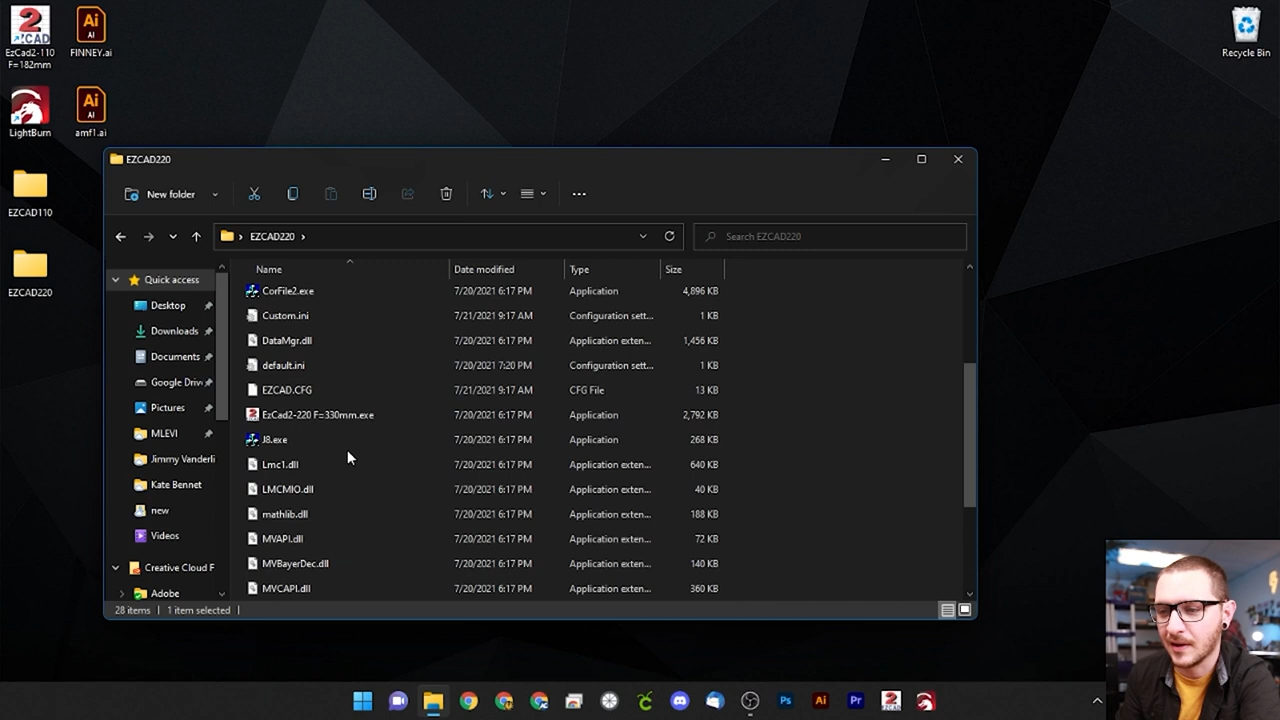 EzCad2-110
F=182mm
FINNEY.ai
Recycle Bin
LightBurn
amf1.ai
EZCAD110
EZCAD220
EZCAD220
New folder
EZCAD220
Search EZCAD220
Name Date modified Type Size
Quick access
Desktop
Downloads
Documents
Google Driv
Pictures
MLEVI
Jimmy Vanderli
Kate Bennet
new
Videos
Creative Cloud F
Adobe
CorFile2.exe 7/20/2021 6:17 PM Application 4,896 KB
Custom.ini 7/21/2021 9:17 AM Configuration sett... 1 KB
DataMgr.dll 7/20/2021 6:17 PM Application exten... 1,456 KB
default.ini 7/20/2021 7:20 PM Configuration sett... 1 KB
EZCAD.CFG 7/21/2021 9:17 AM CFG File 13 KB
EzCad2-220 F=330mm.exe 7/20/2021 6:17 PM Application 2,792 KB
J8.exe 7/20/2021 6:17 PM Application 268 KB
Lmc1.dll 7/20/2021 6:17 PM Application exten... 640 KB
LMCMIO.dll 7/20/2021 6:17 PM Application exten... 40 KB
mathlib.dll 7/20/2021 6:17 PM Application exten... 188 KB
MVAPI.dll 7/20/2021 6:17 PM Application exten... 72 KB
MVBayerDec.dll 7/20/2021 6:17 PM Application exten... 140 KB
MVCAPI.dll 7/20/2021 6:17 PM Application exten... 360 KB
28 items 1 item selected